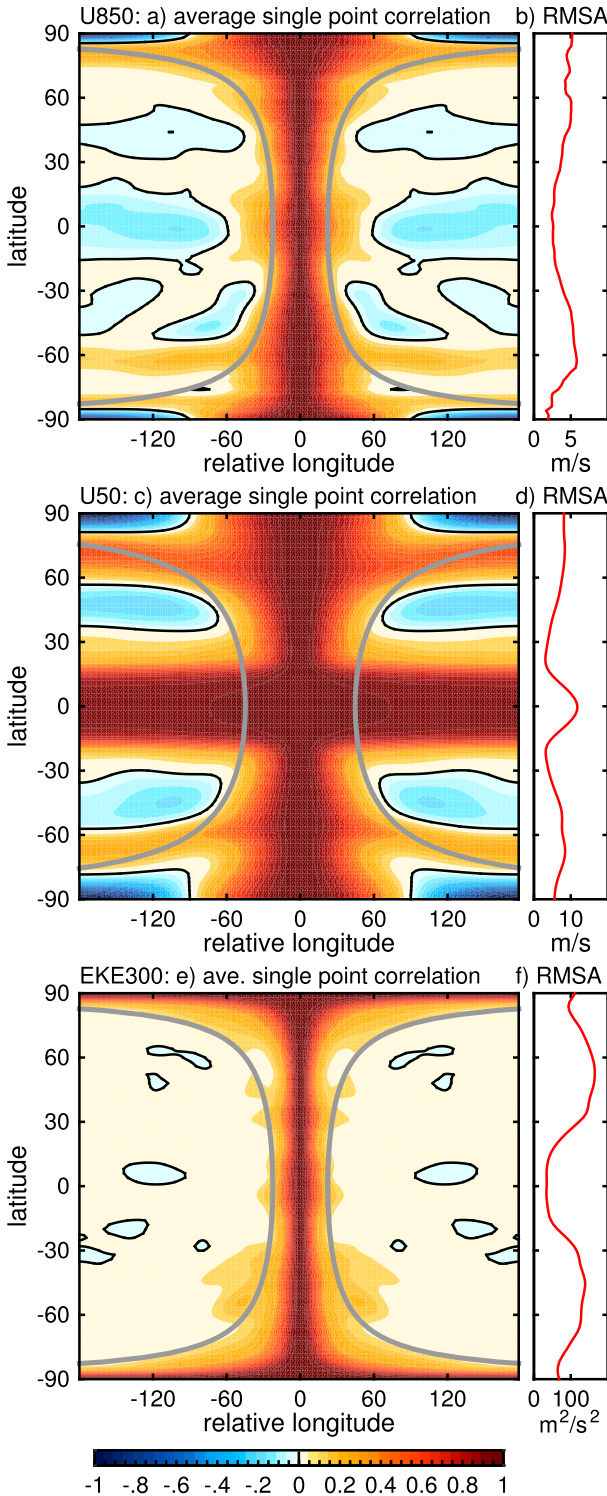 U850: a) average single point correlation b) RMSA
90
60
30
0
-30
-60
-90
latitude
-120 -60 0 60 120 0 5
relative longitude m/s
U50: c) average single point correlation d) RMSA
90
60
30
0
-30
-60
-90
latitude
-120 -60 0 60 120 0 10
relative longitude m/s
EKE300: e) ave. single point correlation f) RMSA
90
60
30
0
-30
-60
-90
latitude
-120 -60 0 60 120 0 100
relative longitude m²/s²
-1 -.8 -.6 -.4 -.2 0 0.2 0.4 0.6 0.8 1